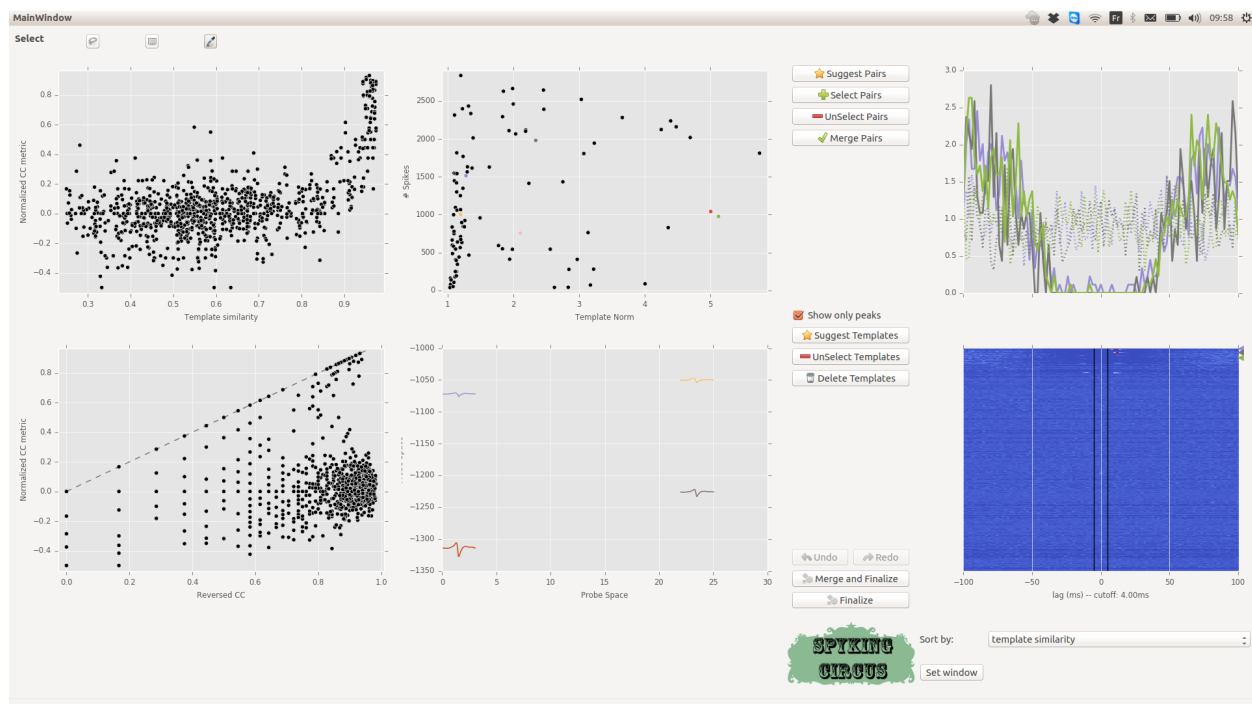 MainWindow
Fr
09:58
Select
Suggest Pairs
Select Pairs
UnSelect Pairs
Merge Pairs
Normalized CC metric
0.8
0.6
0.4
0.2
0.0
−0.2
−0.4
0.3 0.4 0.5 0.6 0.7 0.8 0.9
Template similarity
# Spikes
2500
2000
1500
1000
500
0
1 2 3 4 5
Template Norm
3.0
2.5
2.0
1.5
1.0
0.5
0.0
Show only peaks
Suggest Templates
UnSelect Templates
Delete Templates
Normalized CC metric
0.8
0.6
0.4
0.2
0.0
−0.2
−0.4
0.0 0.2 0.4 0.6 0.8 1.0
Reversed CC
−1000
−1050
−1100
−1150
−1200
−1250
−1300
−1350
0 5 10 15 20 25 30
Probe Space
Undo Redo
Merge and Finalize
Finalize
−100 −50 0 50 100
lag (ms) -- cutoff: 4.00ms
SPYKING
CIRCUS
Sort by: template similarity
Set window